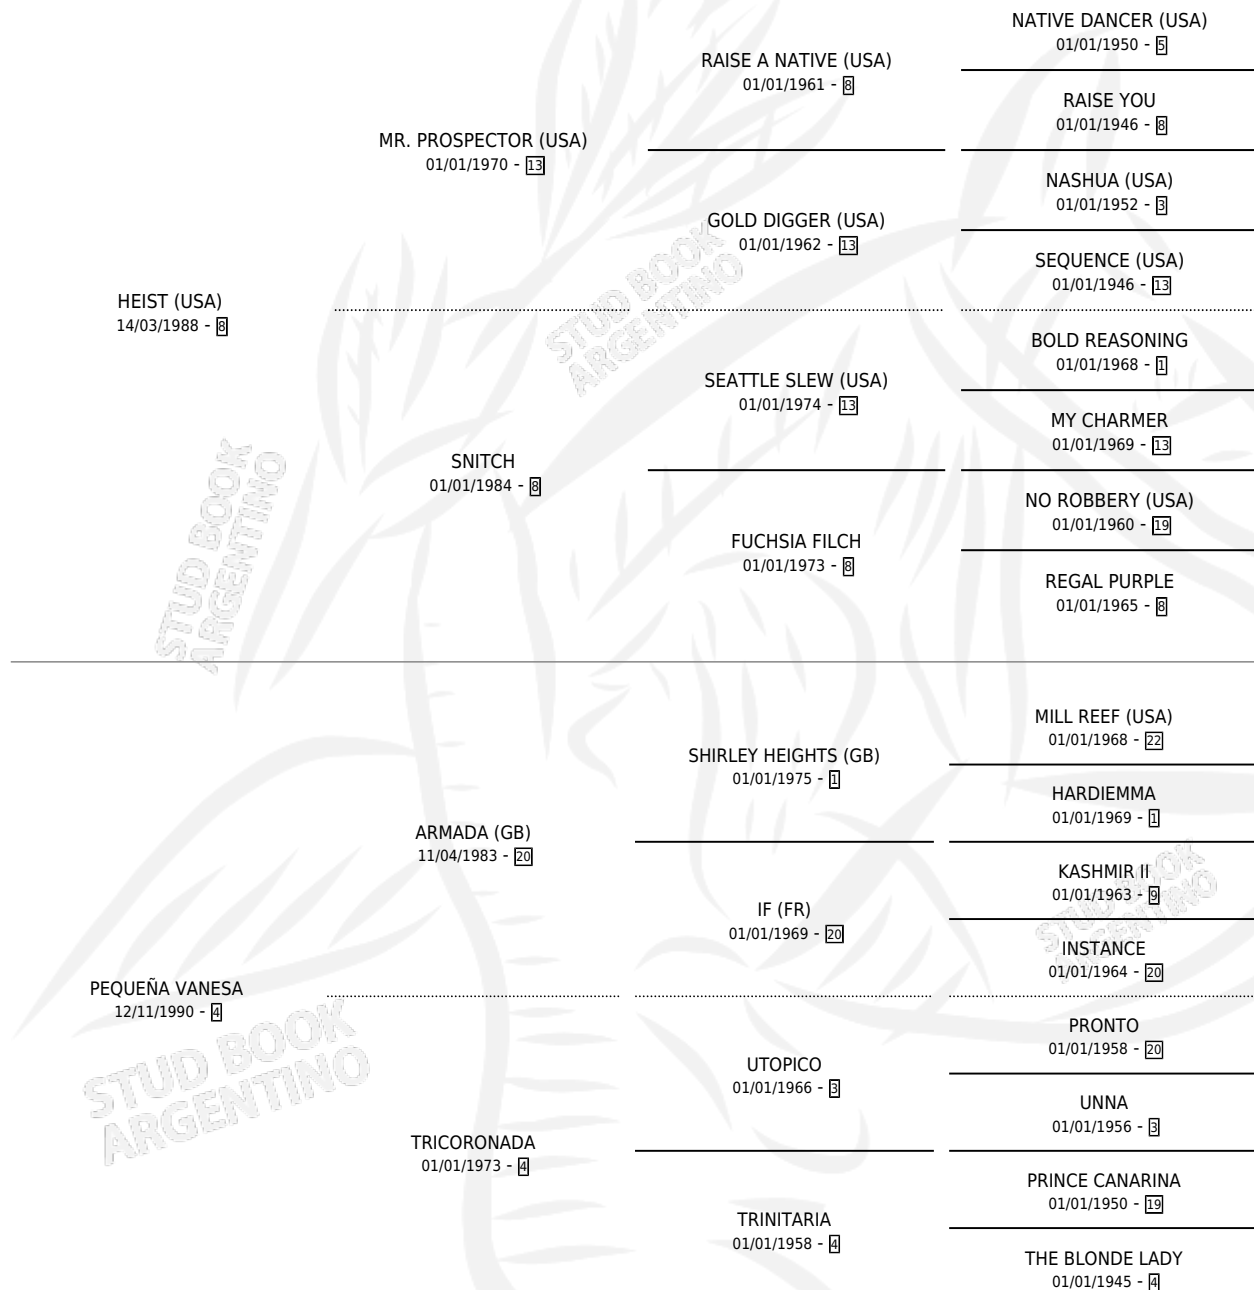 HEIST (USA)
14/03/1988 - 8
MR. PROSPECTOR (USA)
01/01/1970 - 13
SNITCH
01/01/1984 - 8
RAISE A NATIVE (USA)
01/01/1961 - 8
GOLD DIGGER (USA)
01/01/1962 - 13
SEATTLE SLEW (USA)
01/01/1974 - 13
FUCHSIA FILCH
01/01/1973 - 8
NATIVE DANCER (USA)
01/01/1950 - 5
RAISE YOU
01/01/1946 - 8
NASHUA (USA)
01/01/1952 - 3
SEQUENCE (USA)
01/01/1946 - 13
BOLD REASONING
01/01/1968 - 1
MY CHARMER
01/01/1969 - 13
NO ROBBERY (USA)
01/01/1960 - 19
REGAL PURPLE
01/01/1965 - 8
PEQUEÑA VANESA
12/11/1990 - 4
ARMADA (GB)
11/04/1983 - 20
TRICORONADA
01/01/1973 - 4
SHIRLEY HEIGHTS (GB)
01/01/1975 - 1
IF (FR)
01/01/1969 - 20
UTOPICO
01/01/1966 - 3
TRINITARIA
01/01/1958 - 4
MILL REEF (USA)
01/01/1968 - 22
HARDIEMMA
01/01/1969 - 1
KASHMIR II
01/01/1963 - 9
INSTANCE
01/01/1964 - 20
PRONTO
01/01/1958 - 20
UNNA
01/01/1956 - 3
PRINCE CANARINA
01/01/1950 - 19
THE BLONDE LADY
01/01/1945 - 4
STUD BOOK
ARGENTINO
STUD BOOK
ARGENTINO
STUD BOOK
ARGENTINO
STUD BOOK
ARGENTINO